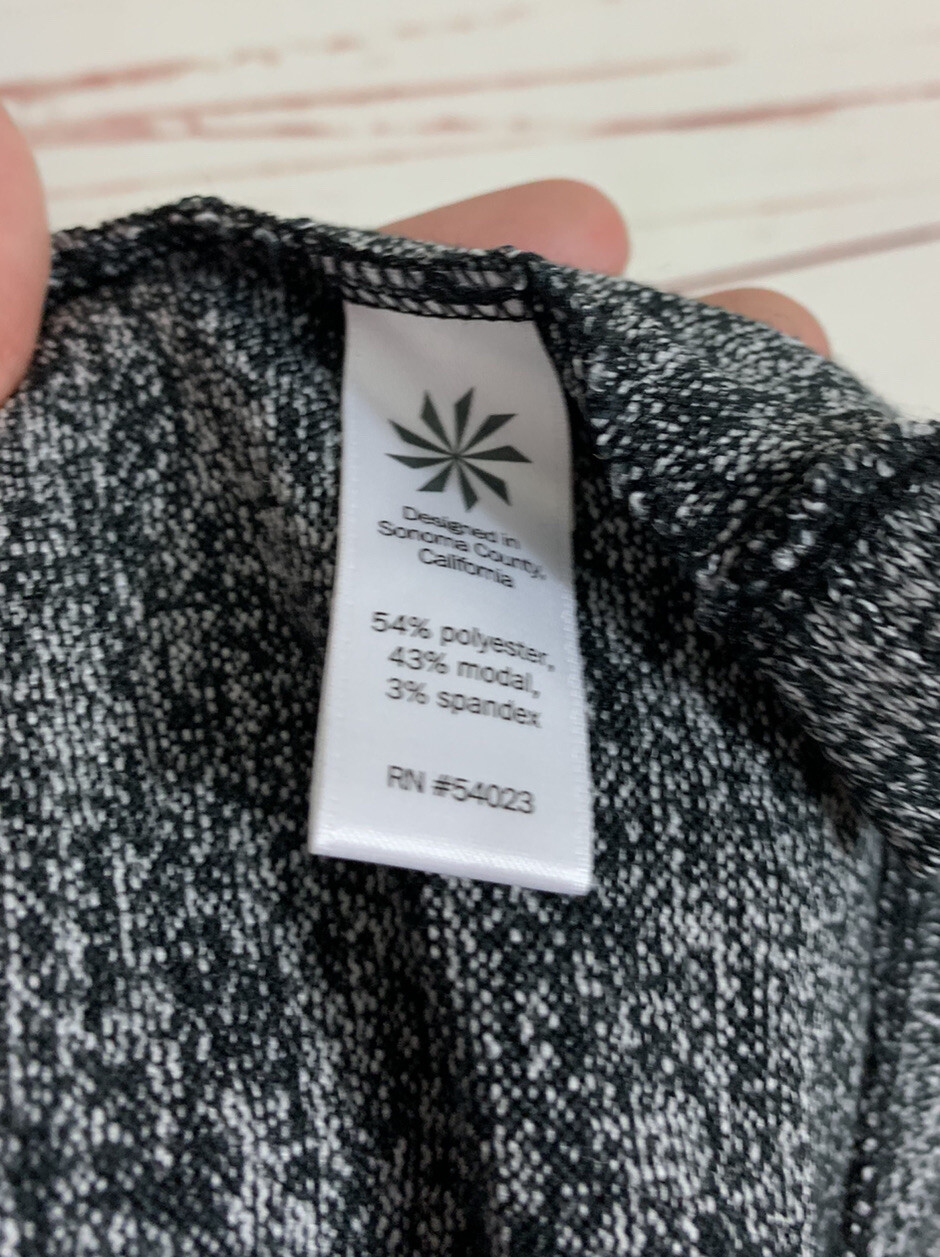 Designed in
Sonoma County,
California
54% polyester,
43% modal,
3% spandex
RN #54023